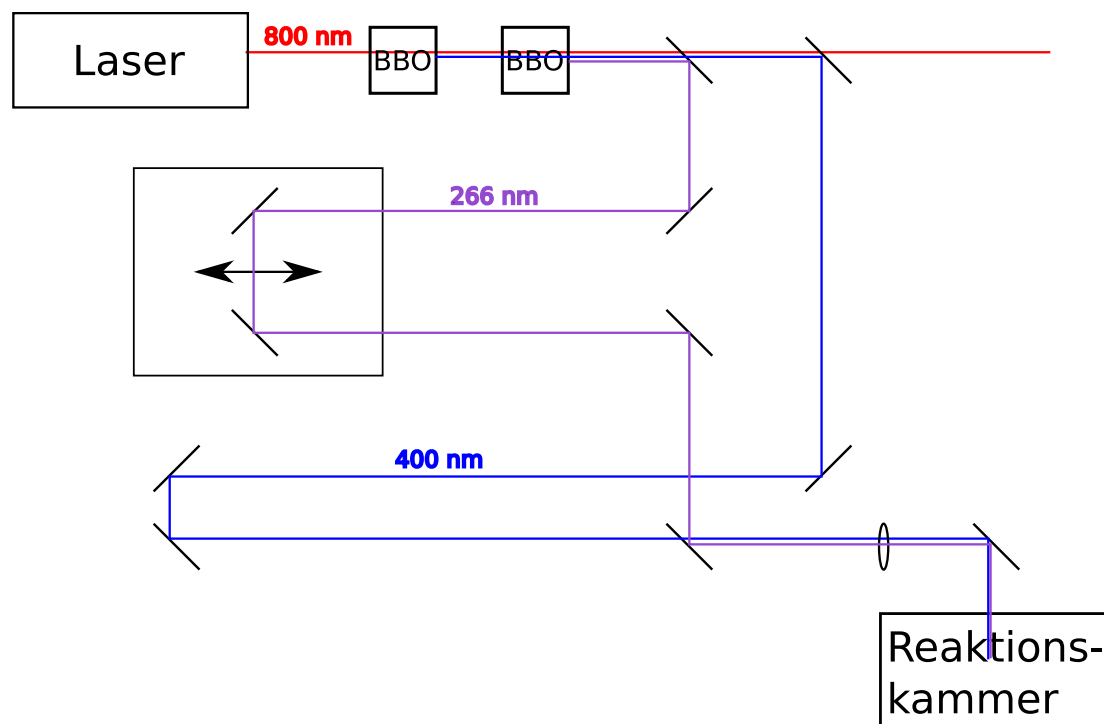 800 nm
Laser
BBO
BBO
266 nm
400 nm
Reaktions-
kammer